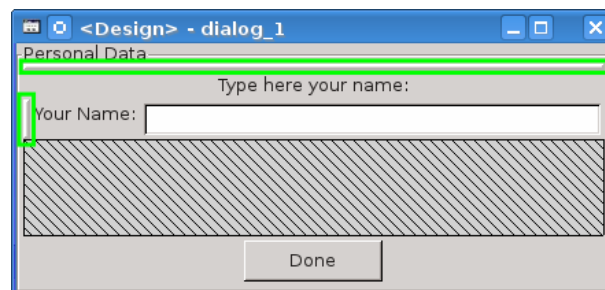 <Design> - dialog_1
Personal Data
Type here your name:
Your Name:
Done